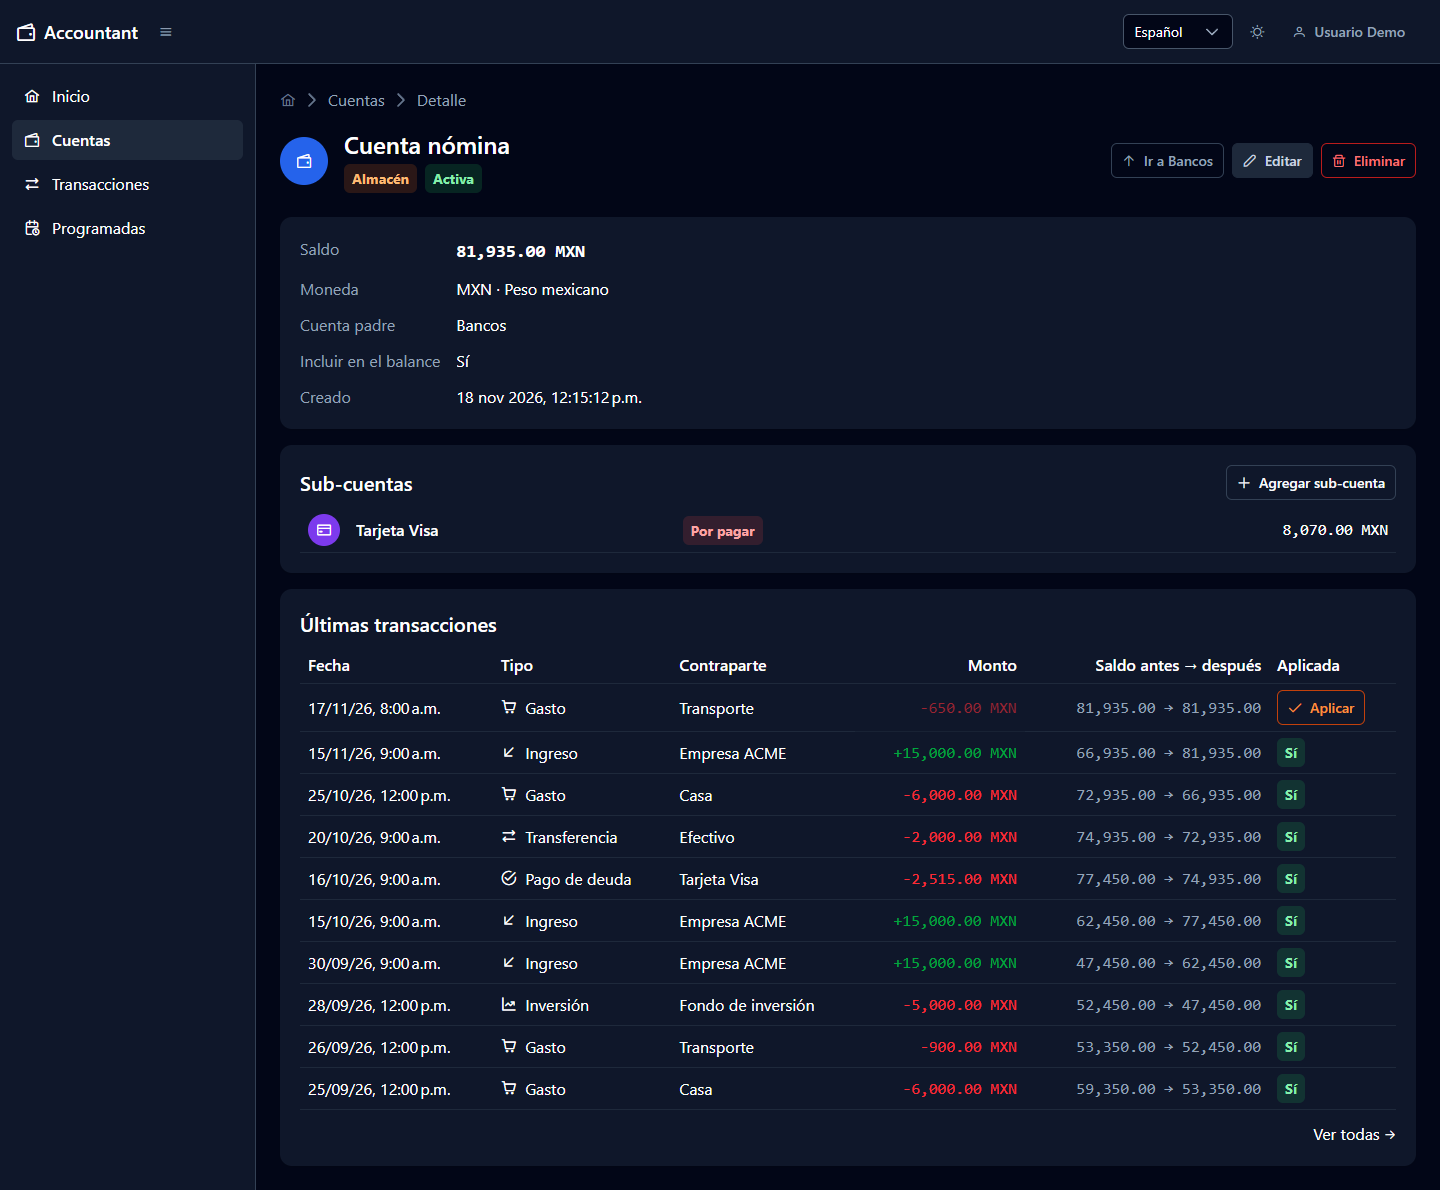 Accountant
Español
Usuario Demo
Inicio
Cuentas
Transacciones
Programadas
Cuentas
Detalle
Cuenta nómina
Almacén
Activa
Ir a Bancos
Editar
Eliminar
Saldo 81,935.00 MXN
Moneda MXN · Peso mexicano
Cuenta padre Bancos
Incluir en el balance Sí
Creado 18 nov 2026, 12:15:12 p.m.
Sub-cuentas
Agregar sub-cuenta
Tarjeta Visa Por pagar 8,070.00 MXN
Últimas transacciones
Fecha Tipo Contraparte Monto Saldo antes → después Aplicada
17/11/26, 8:00 a.m. Gasto Transporte -650.00 MXN 81,935.00 → 81,935.00 Aplicar
15/11/26, 9:00 a.m. Ingreso Empresa ACME +15,000.00 MXN 66,935.00 → 81,935.00 Sí
25/10/26, 12:00 p.m. Gasto Casa -6,000.00 MXN 72,935.00 → 66,935.00 Sí
20/10/26, 9:00 a.m. Transferencia Efectivo -2,000.00 MXN 74,935.00 → 72,935.00 Sí
16/10/26, 9:00 a.m. Pago de deuda Tarjeta Visa -2,515.00 MXN 77,450.00 → 74,935.00 Sí
15/10/26, 9:00 a.m. Ingreso Empresa ACME +15,000.00 MXN 62,450.00 → 77,450.00 Sí
30/09/26, 9:00 a.m. Ingreso Empresa ACME +15,000.00 MXN 47,450.00 → 62,450.00 Sí
28/09/26, 12:00 p.m. Inversión Fondo de inversión -5,000.00 MXN 52,450.00 → 47,450.00 Sí
26/09/26, 12:00 p.m. Gasto Transporte -900.00 MXN 53,350.00 → 52,450.00 Sí
25/09/26, 12:00 p.m. Gasto Casa -6,000.00 MXN 59,350.00 → 53,350.00 Sí
Ver todas →